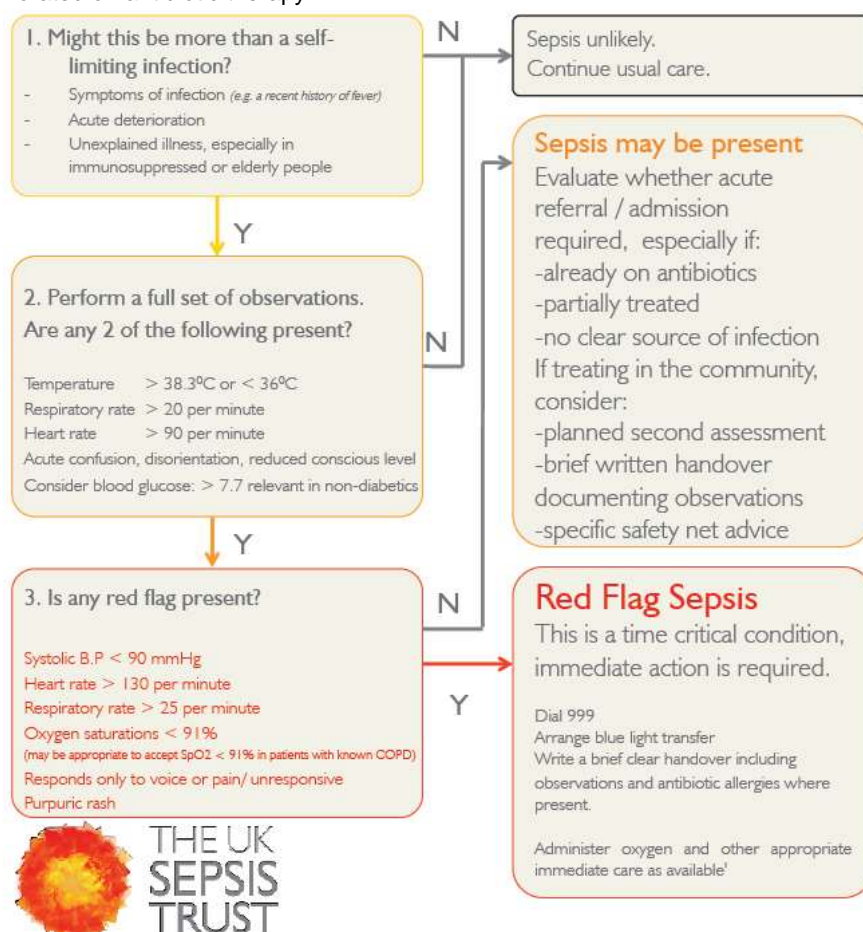 1. Might this be more than a self-
limiting infection?
- Symptoms of infection (e.g. a recent history of fever)
- Acute deterioration
- Unexplained illness, especially in
immunosuppressed or elderly people
N
Sepsis unlikely.
Continue usual care.
Y
2. Perform a full set of observations.
Are any 2 of the following present?
Temperature > 38.3⁰C or < 36⁰C
Respiratory rate > 20 per minute
Heart rate > 90 per minute
Acute confusion, disorientation, reduced conscious level
Consider blood glucose: > 7.7 relevant in non-diabetics
N
Sepsis may be present
Evaluate whether acute
referral / admission
required, especially if:
-already on antibiotics
-partially treated
-no clear source of infection
If treating in the community,
consider:
-planned second assessment
-brief written handover
documenting observations
-specific safety net advice
Y
3. Is any red flag present?
Systolic B.P < 90 mmHg
Heart rate > 130 per minute
Respiratory rate > 25 per minute
Oxygen saturations < 91%
(may be appropriate to accept SpO2 < 91% in patients with known COPD)
Responds only to voice or pain/ unresponsive
Purpuric rash
N
Y
Red Flag Sepsis
This is a time critical condition,
immediate action is required.
Dial 999
Arrange blue light transfer
Write a brief clear handover including
observations and antibiotic allergies where
present.
Administer oxygen and other appropriate
immediate care as available'
THE UK
SEPSIS
TRUST